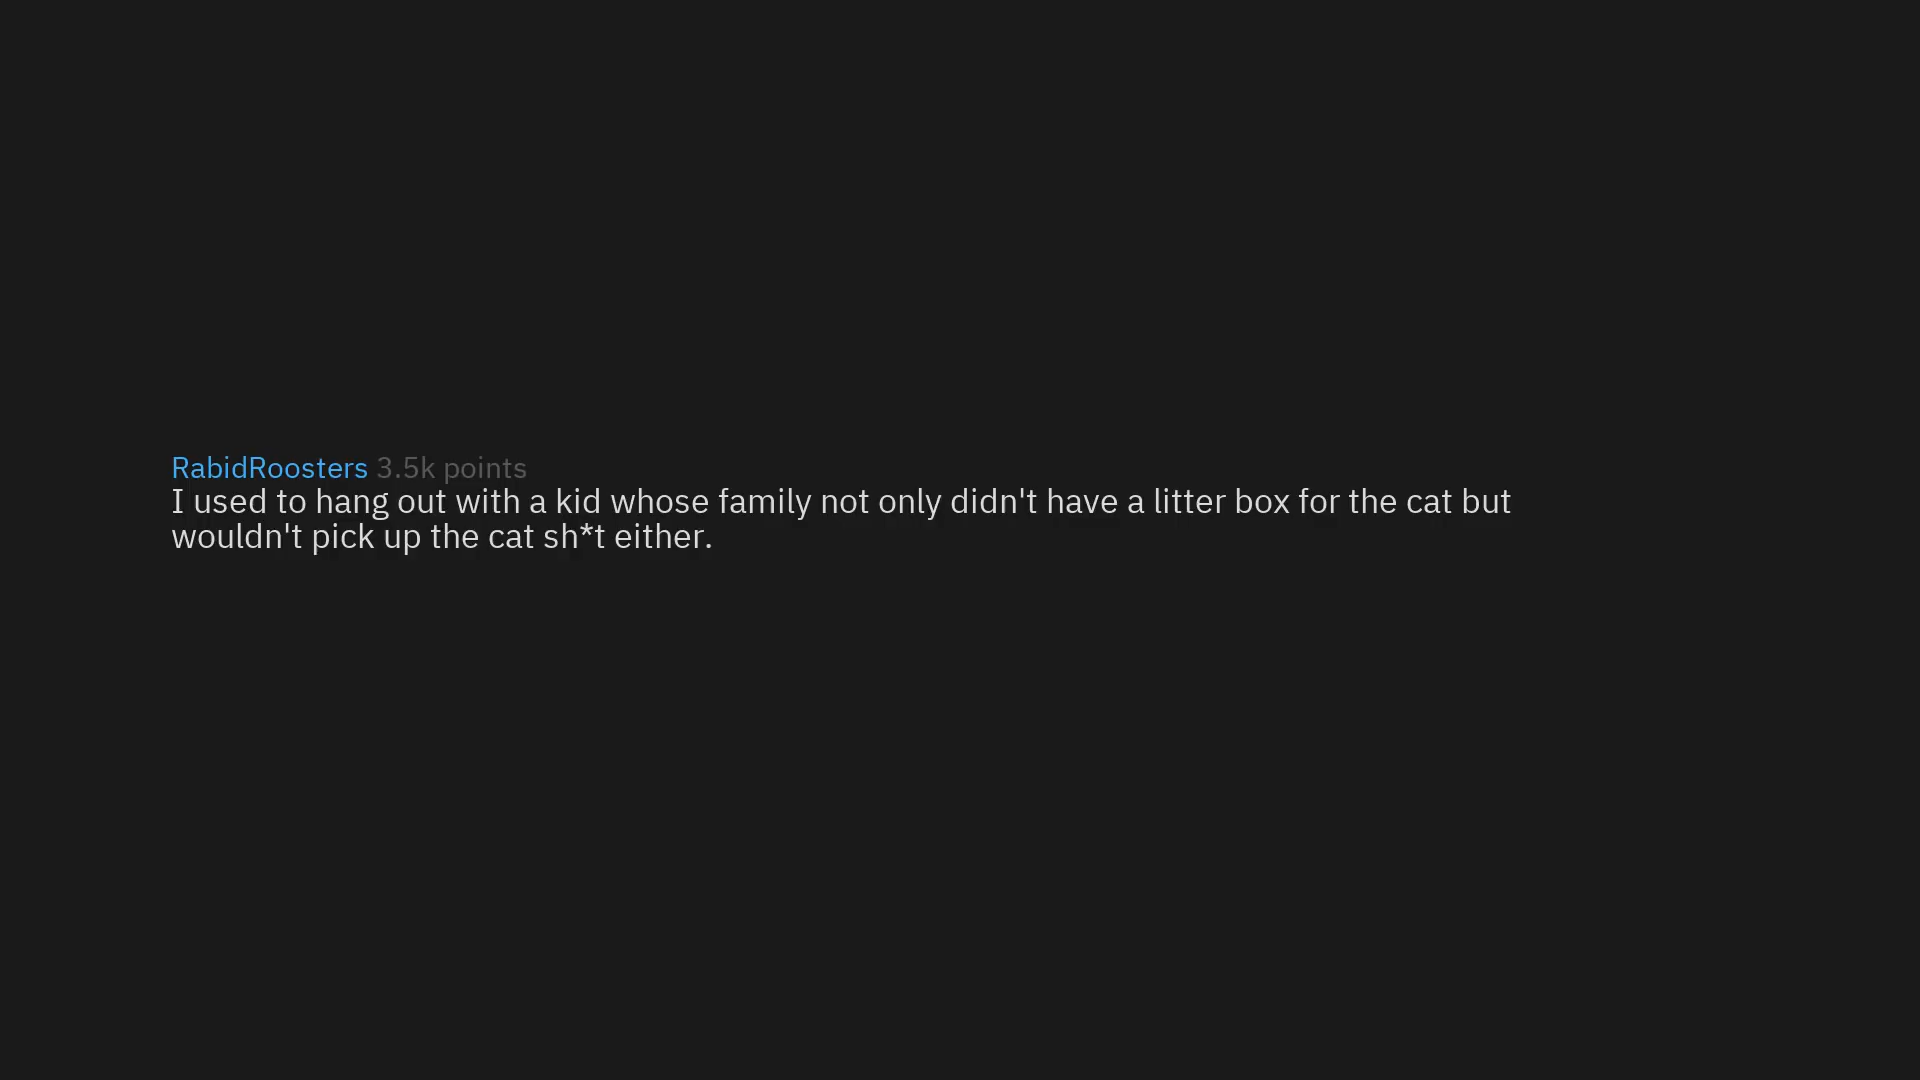 RabidRoosters 3.5k points
I used to hang out with a kid whose family not only didn't have a litter box for the cat but
wouldn't pick up the cat sh*t either.